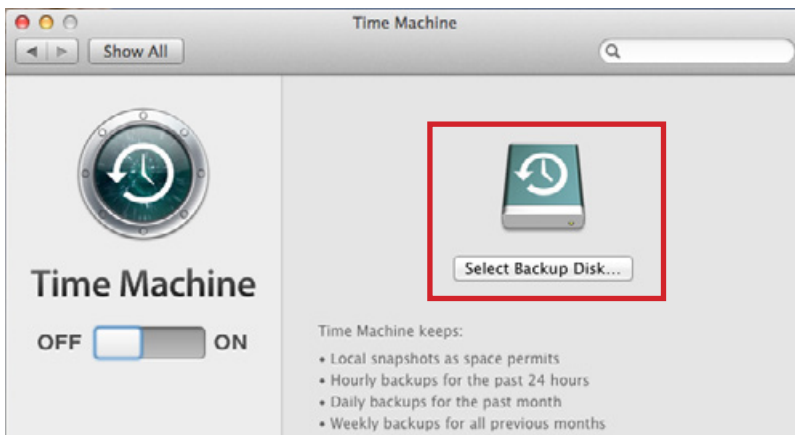 Time Machine
Show All
Select Backup Disk...
Time Machine
OFF ON
Time Machine keeps:
• Local snapshots as space permits
• Hourly backups for the past 24 hours
• Daily backups for the past month
• Weekly backups for all previous months